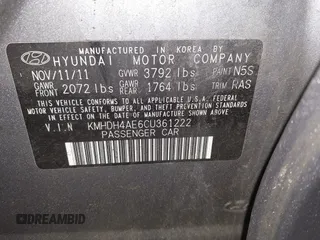 MANUFACTURED IN KOREA BY
HYUNDAI MOTOR COMPANY
NOV/11/11 GVWR 3792 lbs PAINT N5S
GAWR FRONT 2072 lbs GAWR REAR 1764 lbs TRIM RAS
THIS VEHICLE CONFORMS TO ALL APPLICABLE
U.S. FEDERAL MOTOR VEHICLE SAFETY, BUMPER,
AND THEFT PREVENTION STANDARDS IN EFFECT
ON THE DATE OF MANUFACTURE SHOWN ABOVE.
V.I.N KMHDH4AE6CU361222
PASSENGER CAR
DREAMBID